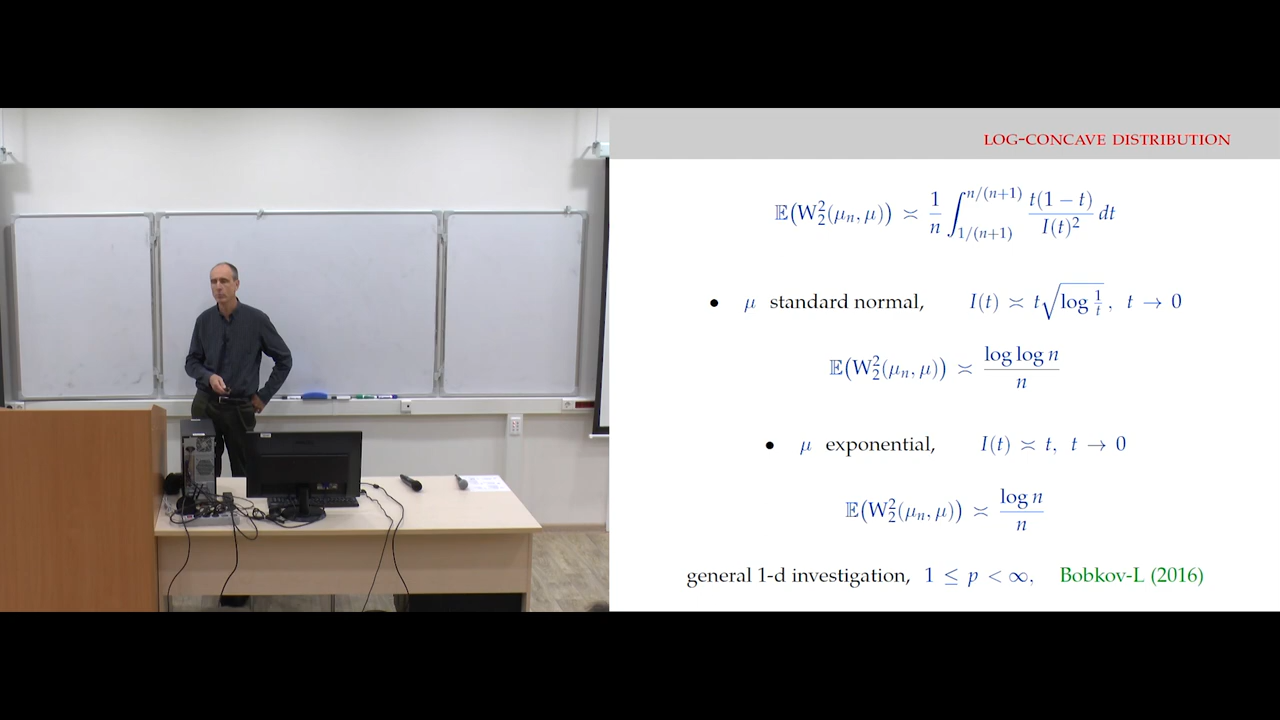 LOG-CONCAVE DISTRIBUTION
𝔼(W₂²(μₙ, μ)) ≍ 1/n ∫_{1/(n+1)}^{n/(n+1)} t(1 − t)/I(t)² dt
• μ standard normal, I(t) ≍ t√(log 1/t), t → 0
𝔼(W₂²(μₙ, μ)) ≍ log log n / n
• μ exponential, I(t) ≍ t, t → 0
𝔼(W₂²(μₙ, μ)) ≍ log n / n
general 1-d investigation, 1 ≤ p < ∞, Bobkov-L (2016)